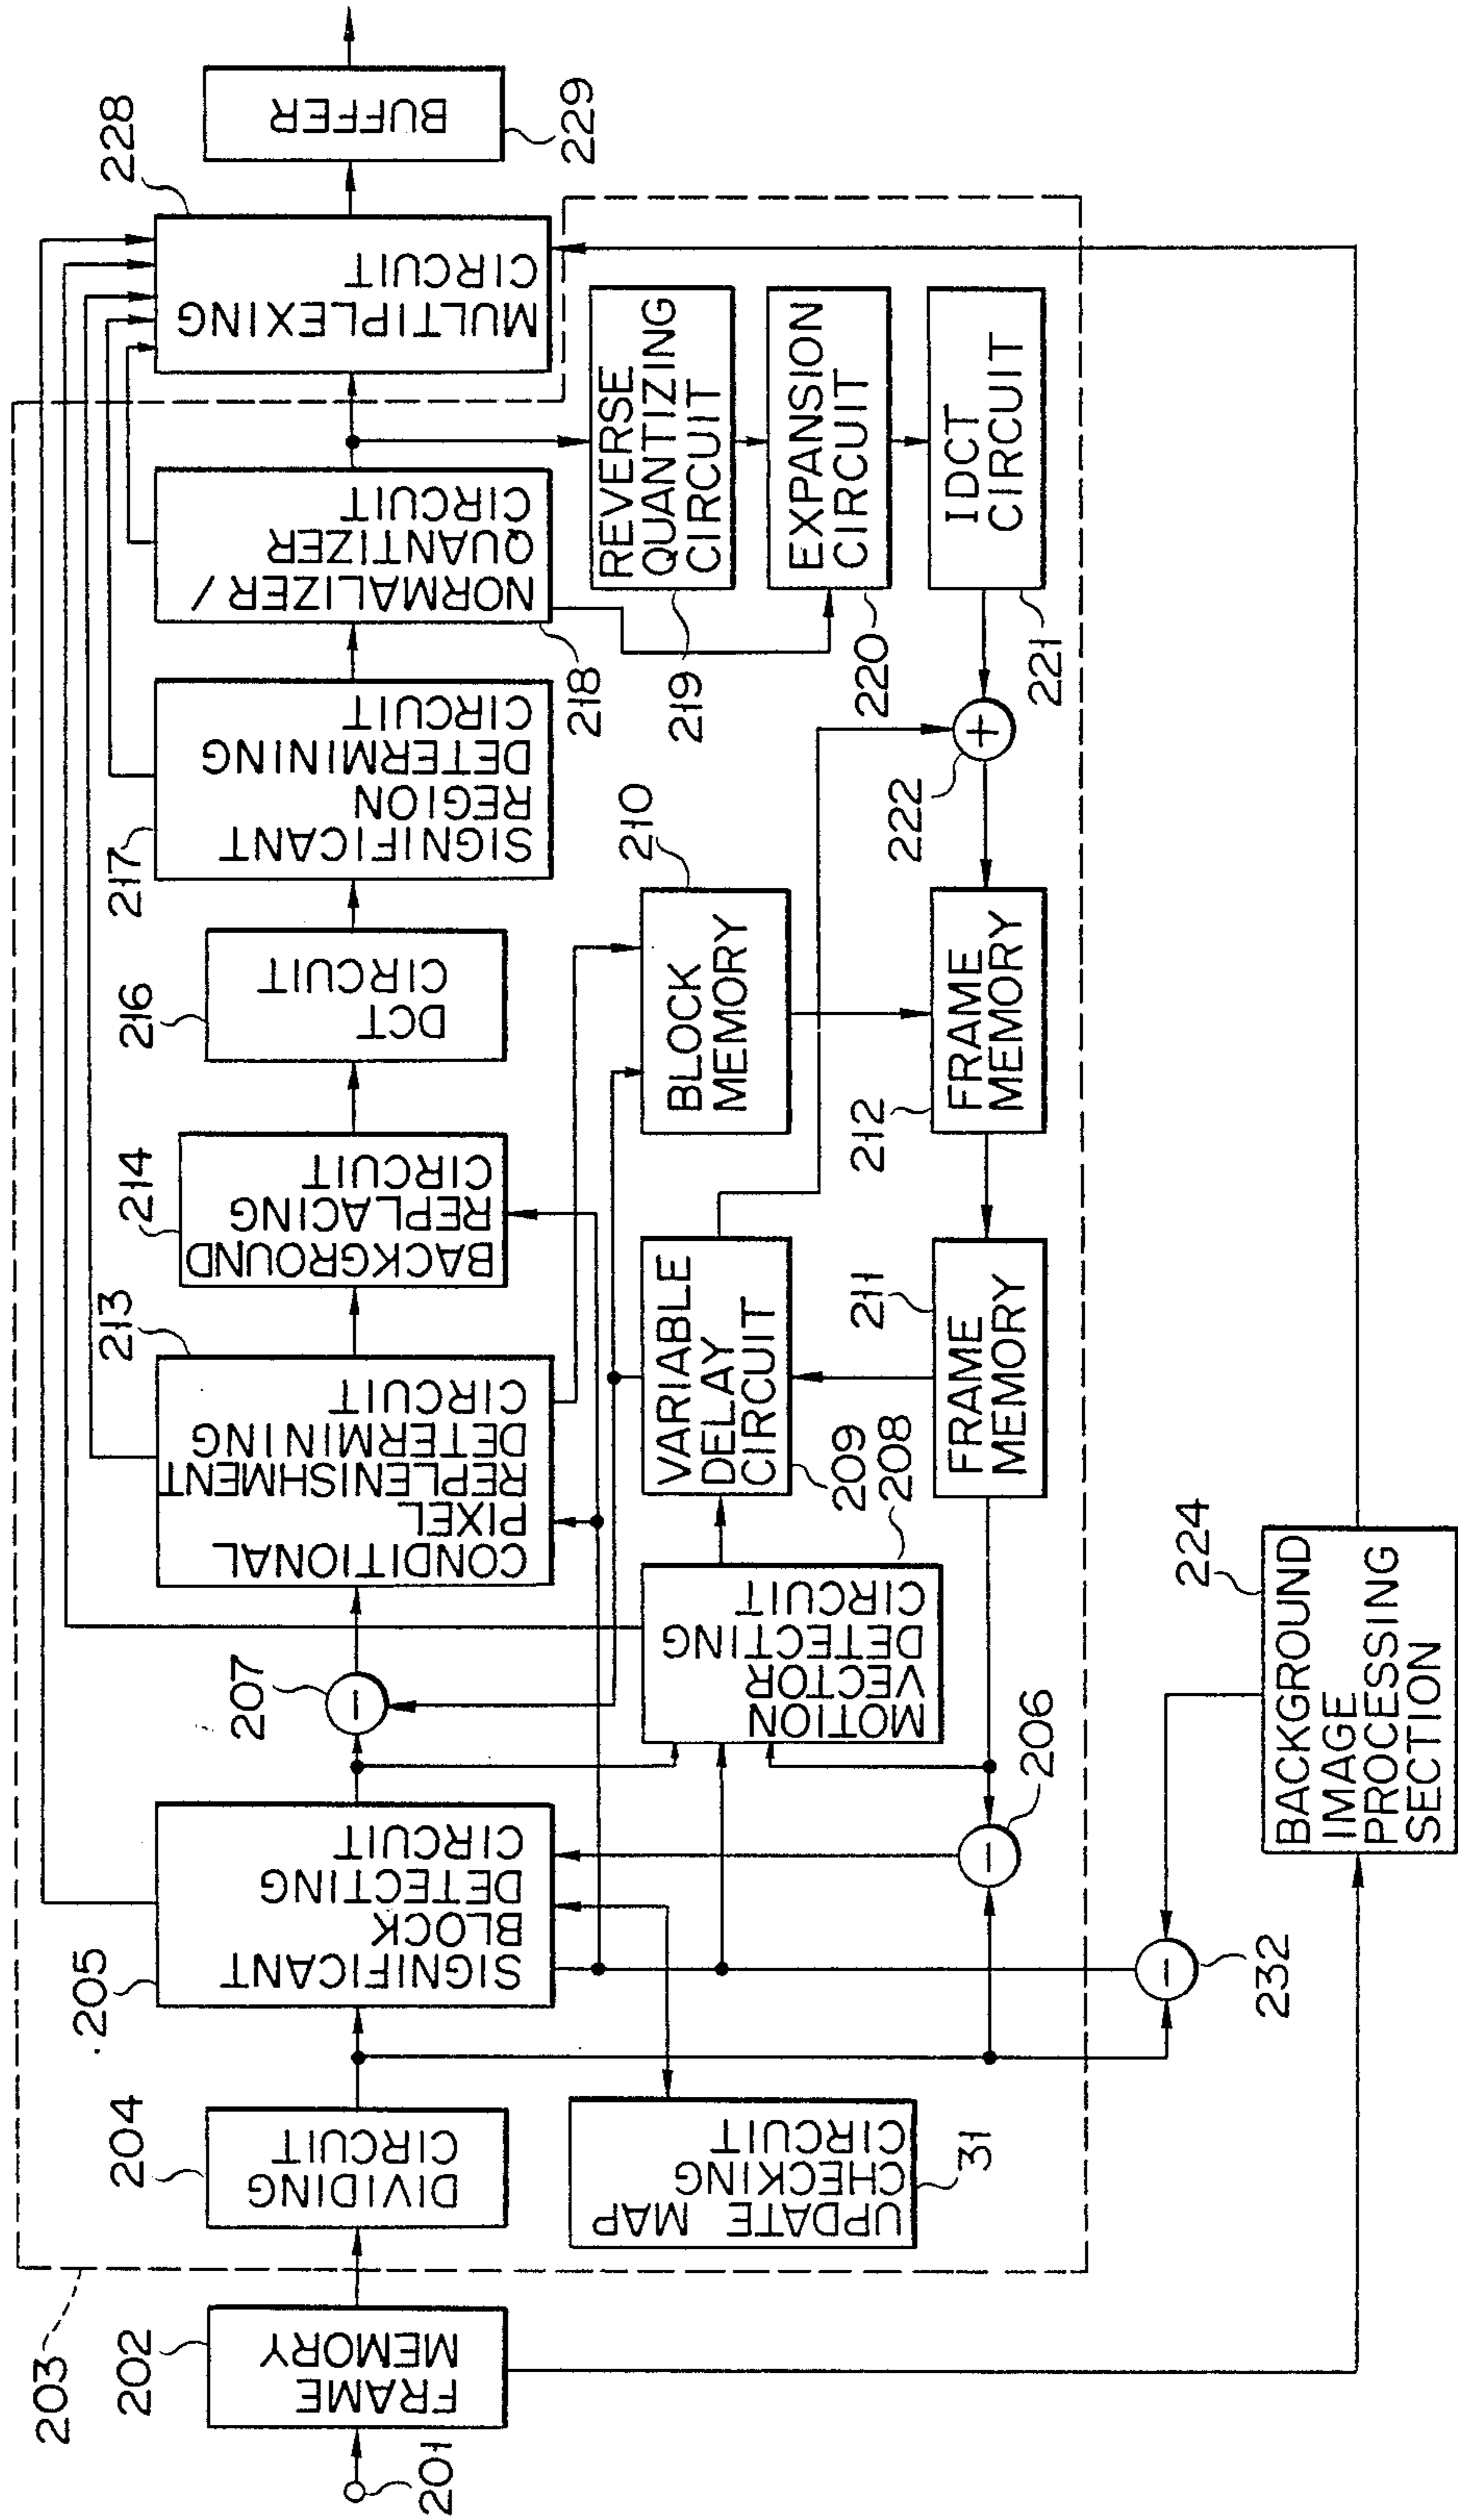 201
FRAME
MEMORY
202
203
DIVIDING
CIRCUIT
204
UPDATE MAP
CHECKING
CIRCUIT
31
SIGNIFICANT
BLOCK
DETECTING
CIRCUIT
205
206
207
232
MOTION
VECTOR
DETECTING
CIRCUIT
208
CONDITIONAL
PIXEL
REPLENISHMENT
DETERMINING
CIRCUIT
213
VARIABLE
DELAY
CIRCUIT
209
FRAME
MEMORY
211
BACKGROUND
IMAGE
PROCESSING
SECTION
224
BACKGROUND
REPLACING
CIRCUIT
214
DCT
CIRCUIT
216
BLOCK
MEMORY
210
FRAME
MEMORY
212
SIGNIFICANT
REGION
DETERMINING
CIRCUIT
217
222
+
NORMALIZER/
QUANTIZER
CIRCUIT
218
REVERSE
QUANTIZING
CIRCUIT
219
EXPANSION
CIRCUIT
220
IDCT
CIRCUIT
221
MULTIPLEXING
CIRCUIT
228
BUFFER
229